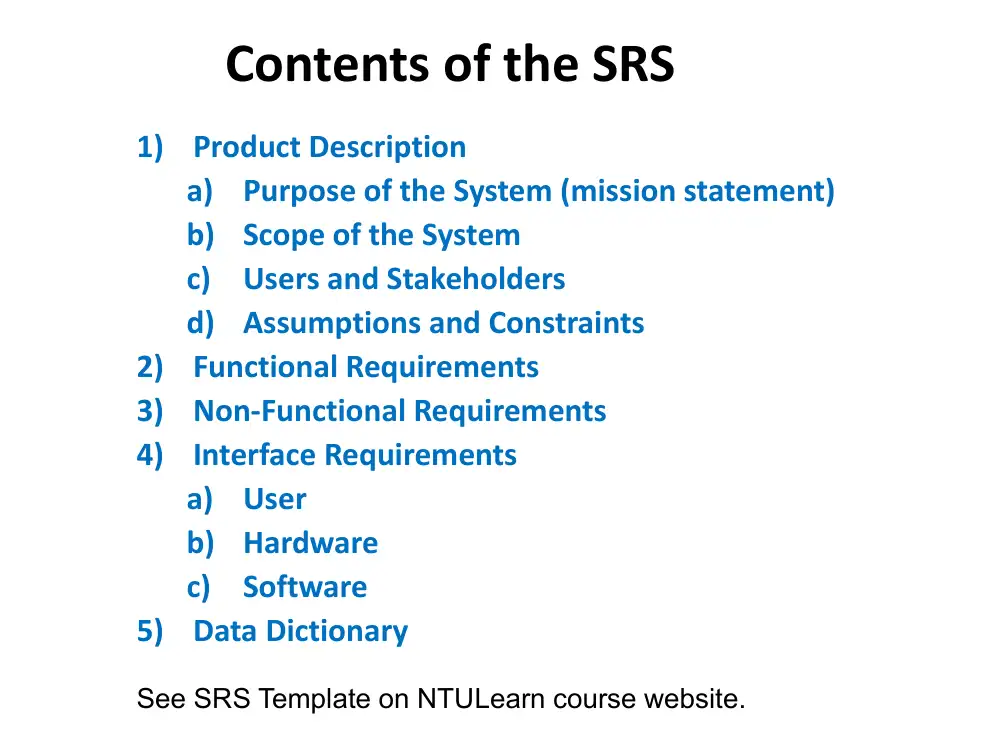 Contents of the SRS
1) Product Description
a) Purpose of the System (mission statement)
b) Scope of the System
c) Users and Stakeholders
d) Assumptions and Constraints
2) Functional Requirements
3) Non-Functional Requirements
4) Interface Requirements
a) User
b) Hardware
c) Software
5) Data Dictionary
See SRS Template on NTULearn course website.